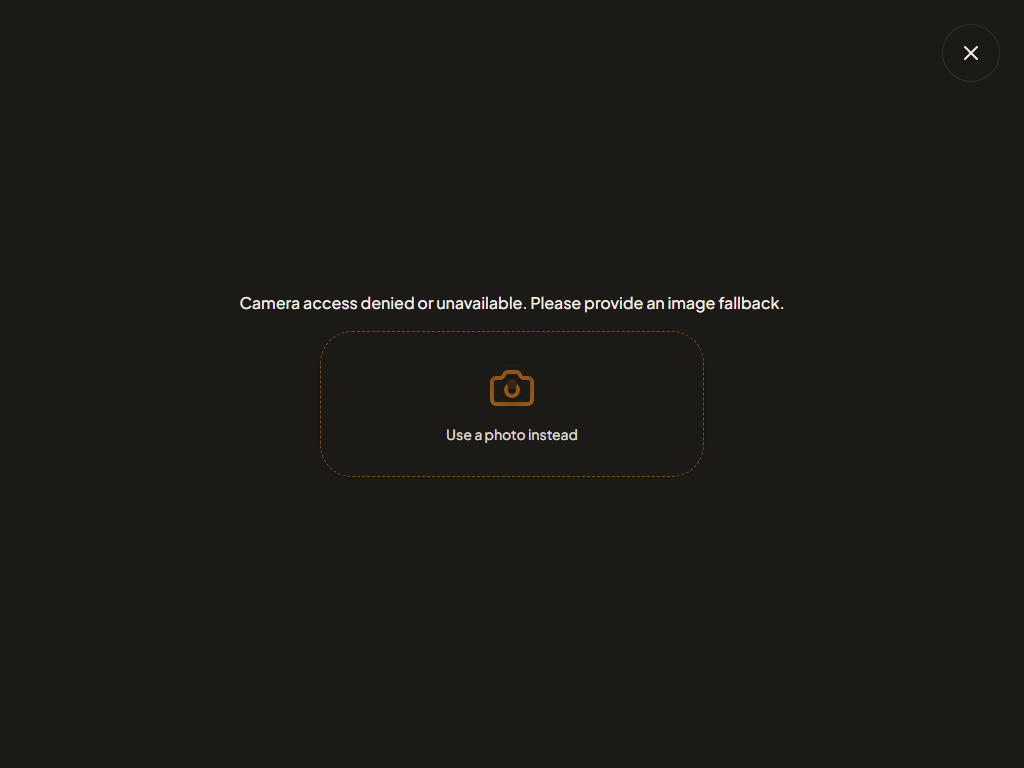 Camera access denied or unavailable. Please provide an image fallback.
Use a photo instead